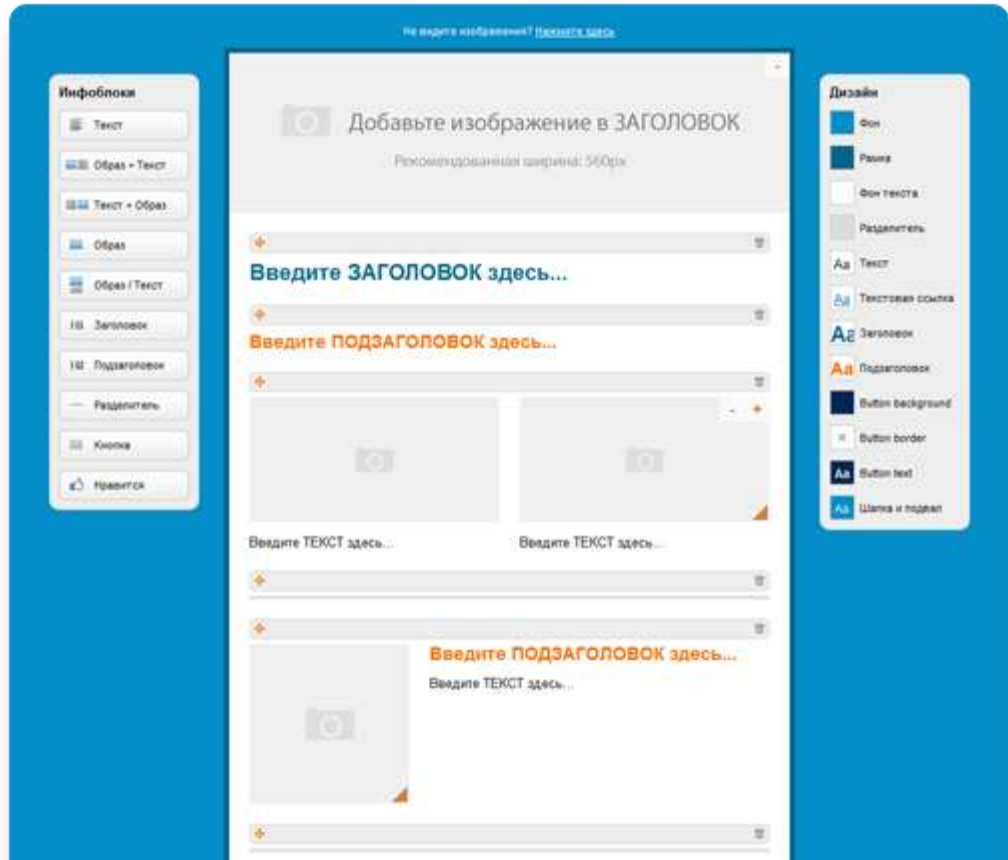 Не видите изображения? Нажмите здесь
Инфоблоки
Текст
Образ + Текст
Текст + Образ
Образ
Образ / Текст
Заголовок
Подзаголовок
Разделитель
Кнопка
Нравится
Добавьте изображение в ЗАГОЛОВОК
Рекомендованная ширина: 560px
Введите ЗАГОЛОВОК здесь...
Введите ПОДЗАГОЛОВОК здесь...
Введите ТЕКСТ здесь...
Введите ТЕКСТ здесь...
Введите ПОДЗАГОЛОВОК здесь...
Введите ТЕКСТ здесь...
Дизайн
Фон
Рамка
Фон текста
Разделитель
Aa Текст
Aa Текстовая ссылка
Aa Заголовок
Aa Подзаголовок
Button background
Button border
Aa Button text
Aa Шапка и подвал